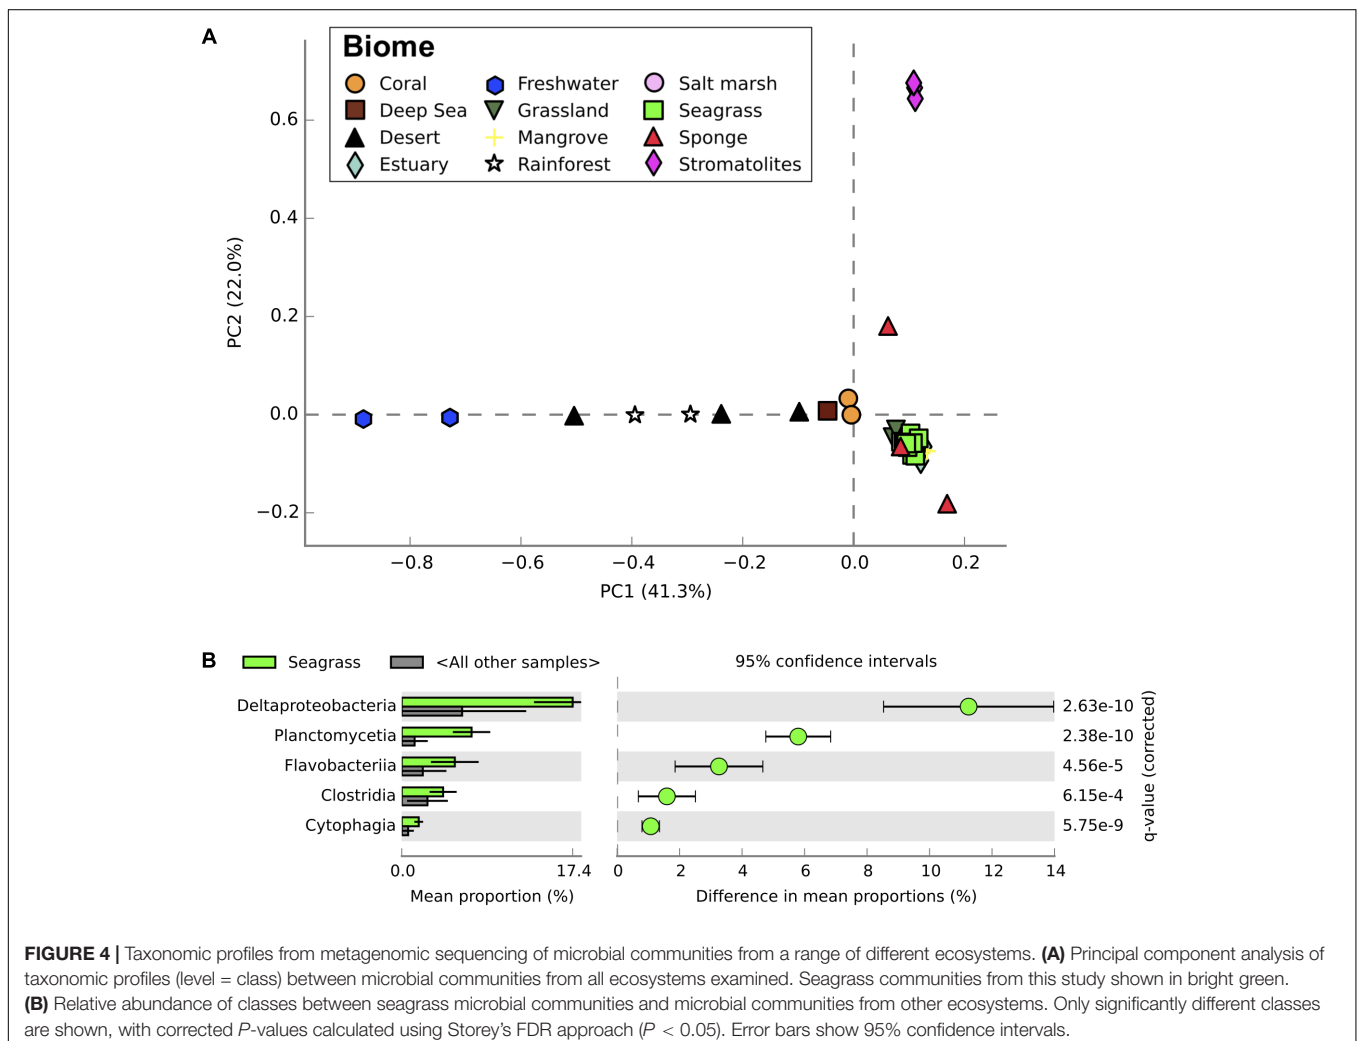 A
Biome
Coral
Freshwater
Salt marsh
Deep Sea
Grassland
Seagrass
Desert
Mangrove
Sponge
Estuary
Rainforest
Stromatolites
0.6
0.4
0.2
0.0
−0.2
PC2 (22.0%)
−0.8 −0.6 −0.4 −0.2 0.0 0.2
PC1 (41.3%)
B
Seagrass
<All other samples>
95% confidence intervals
Deltaproteobacteria
2.63e-10
Planctomycetia
2.38e-10
Flavobacteriia
4.56e-5
Clostridia
6.15e-4
Cytophagia
5.75e-9
q-value (corrected)
0.0 17.4
0 2 4 6 8 10 12 14
Mean proportion (%)
Difference in mean proportions (%)
FIGURE 4 | Taxonomic profiles from metagenomic sequencing of microbial communities from a range of different ecosystems. (A) Principal component analysis of
taxonomic profiles (level = class) between microbial communities from all ecosystems examined. Seagrass communities from this study shown in bright green.
(B) Relative abundance of classes between seagrass microbial communities and microbial communities from other ecosystems. Only significantly different classes
are shown, with corrected P-values calculated using Storey's FDR approach (P < 0.05). Error bars show 95% confidence intervals.